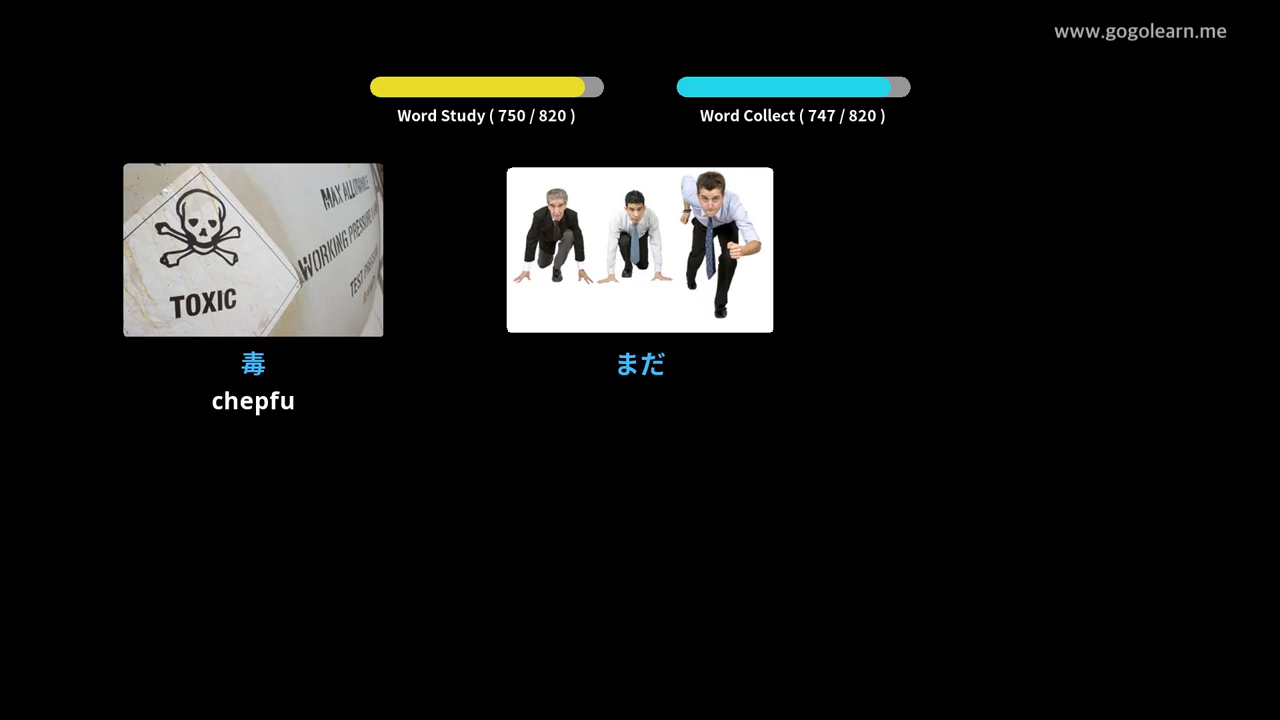 www.gogolearn.me
Word Study ( 750 / 820 )
Word Collect ( 747 / 820 )
MAX ALLOWABLE
WORKING PRESSURE
TEST PRESSURE
TOXIC
毒
まだ
chepfu